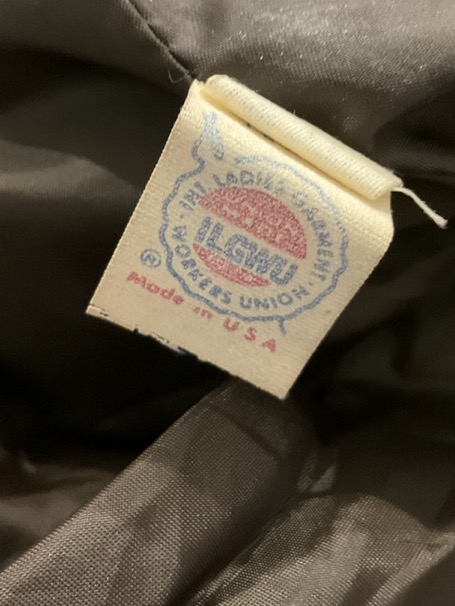 INT LADIES GARMENT
ILGWU
WORKERS UNION
®
Made in USA